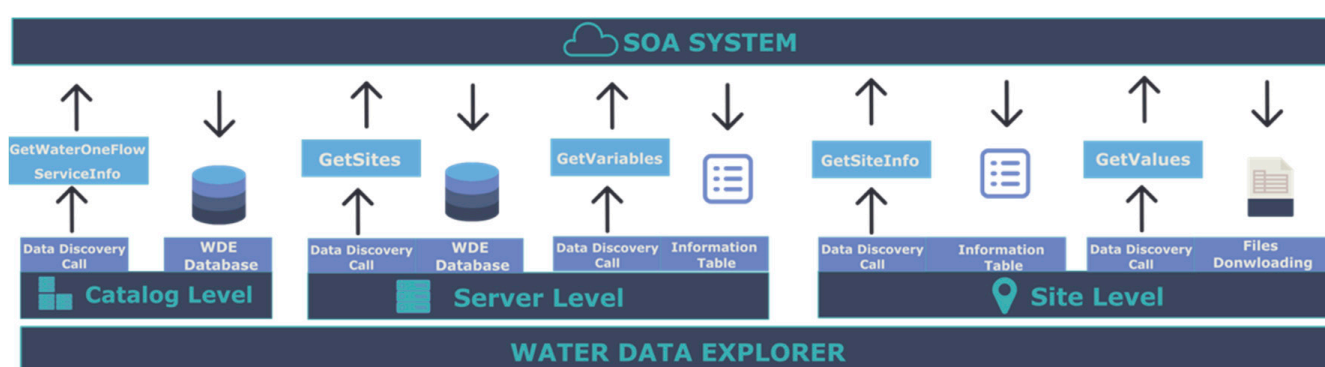 SOA SYSTEM
GetWaterOneFlow
ServiceInfo
GetSites
GetVariables
GetSiteInfo
GetValues
Data Discovery
Call
WDE
Database
Data Discovery
Call
WDE
Database
Data Discovery
Call
Information
Table
Data Discovery
Call
Information
Table
Data Discovery
Call
Files
Donwloading
Catalog Level
Server Level
Site Level
WATER DATA EXPLORER